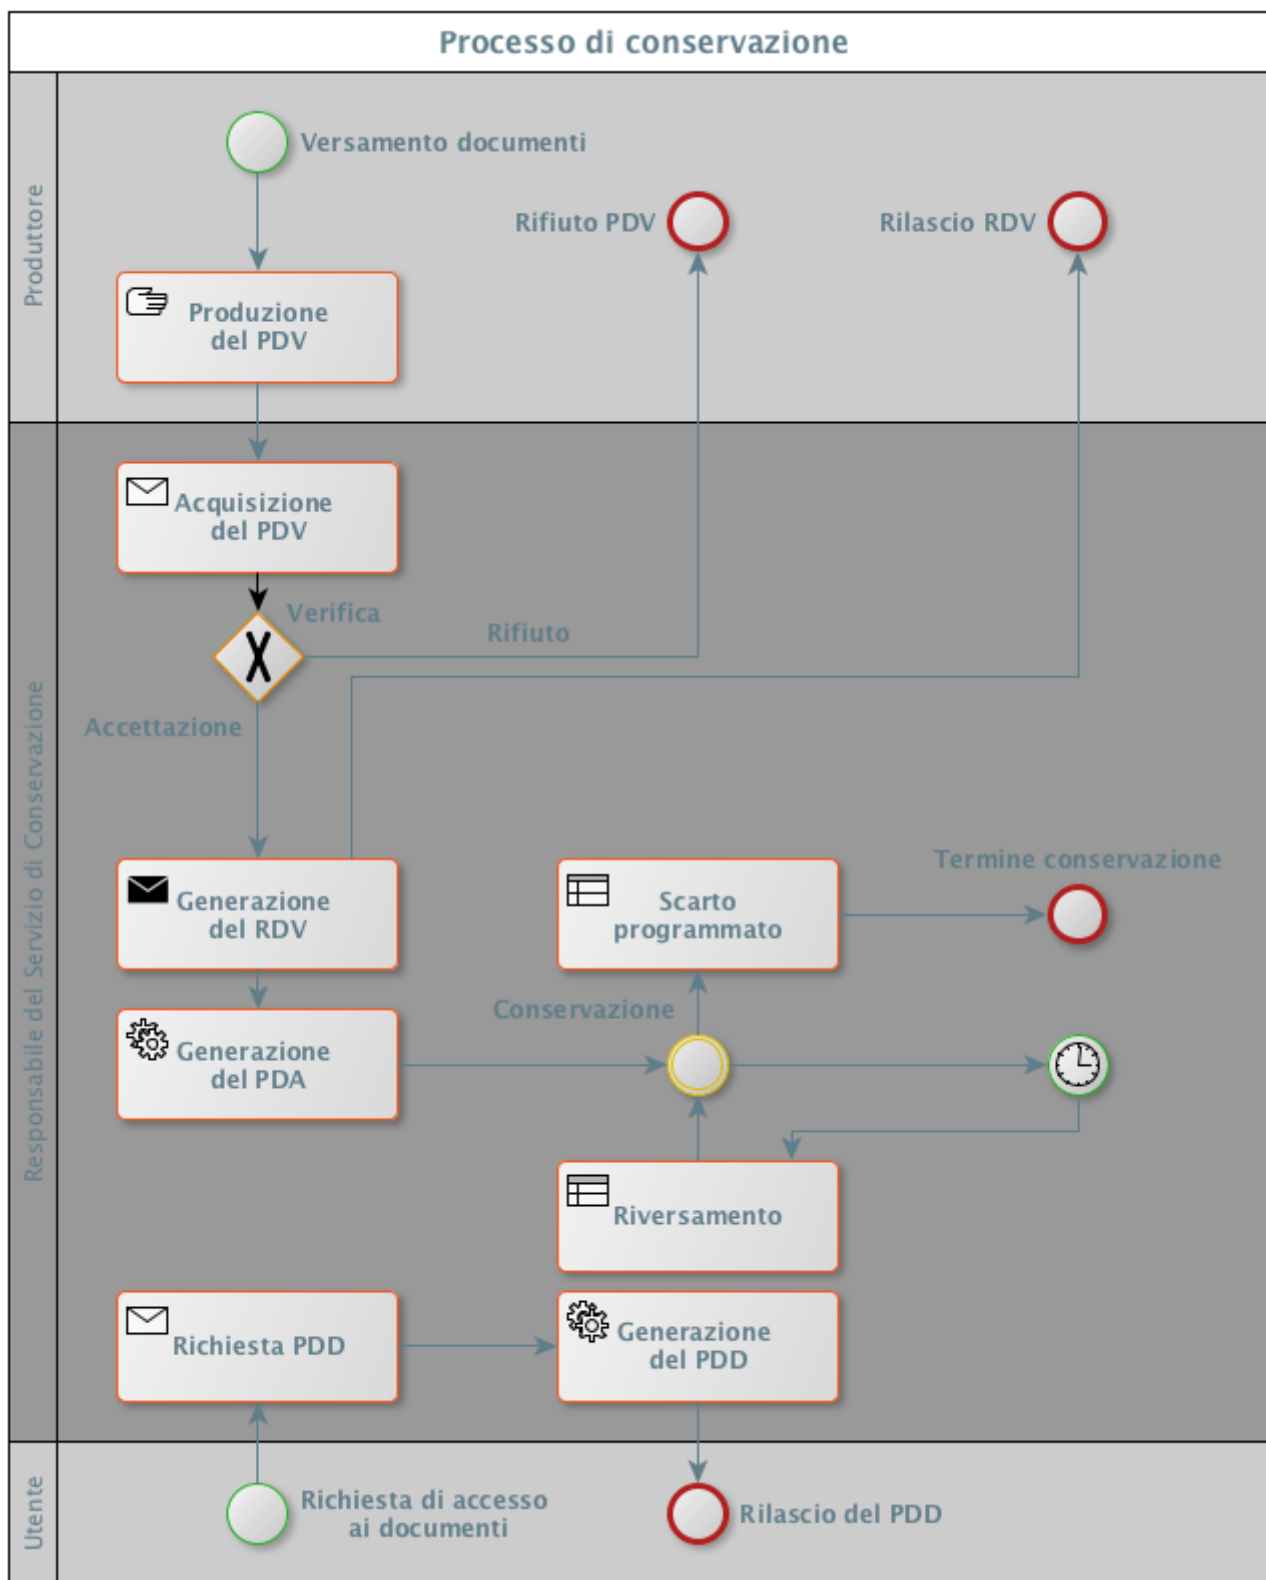 Processo di conservazione
Produttore
Versamento documenti
Rifiuto PDV
Rilascio RDV
Produzione
del PDV
Responsabile del Servizio di Conservazione
Acquisizione
del PDV
Verifica
Rifiuto
Accettazione
Generazione
del RDV
Scarto
programmato
Termine conservazione
Conservazione
Generazione
del PDA
Riversamento
Richiesta PDD
Generazione
del PDD
Utente
Richiesta di accesso
ai documenti
Rilascio del PDD